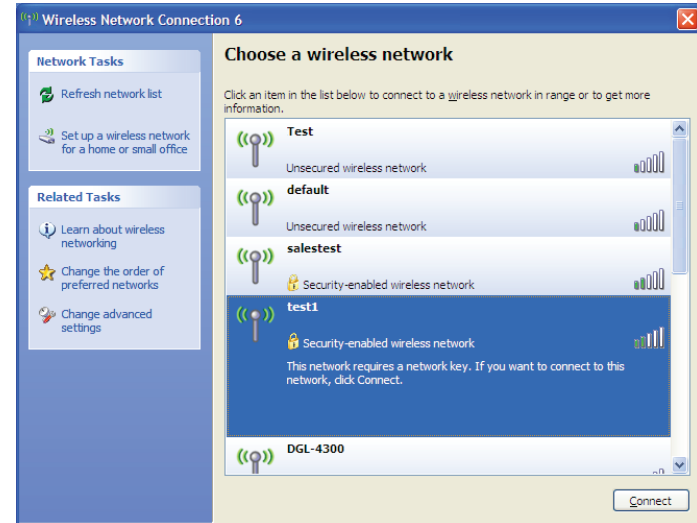 Wireless Network Connection 6
Network Tasks
Refresh network list
Set up a wireless network
for a home or small office
Related Tasks
Learn about wireless
networking
Change the order of
preferred networks
Change advanced
settings
Choose a wireless network
Click an item in the list below to connect to a wireless network in range or to get more
information.
Test
Unsecured wireless network
default
Unsecured wireless network
salestest
Security-enabled wireless network
test1
Security-enabled wireless network
This network requires a network key. If you want to connect to this
network, click Connect.
DGL-4300
Connect